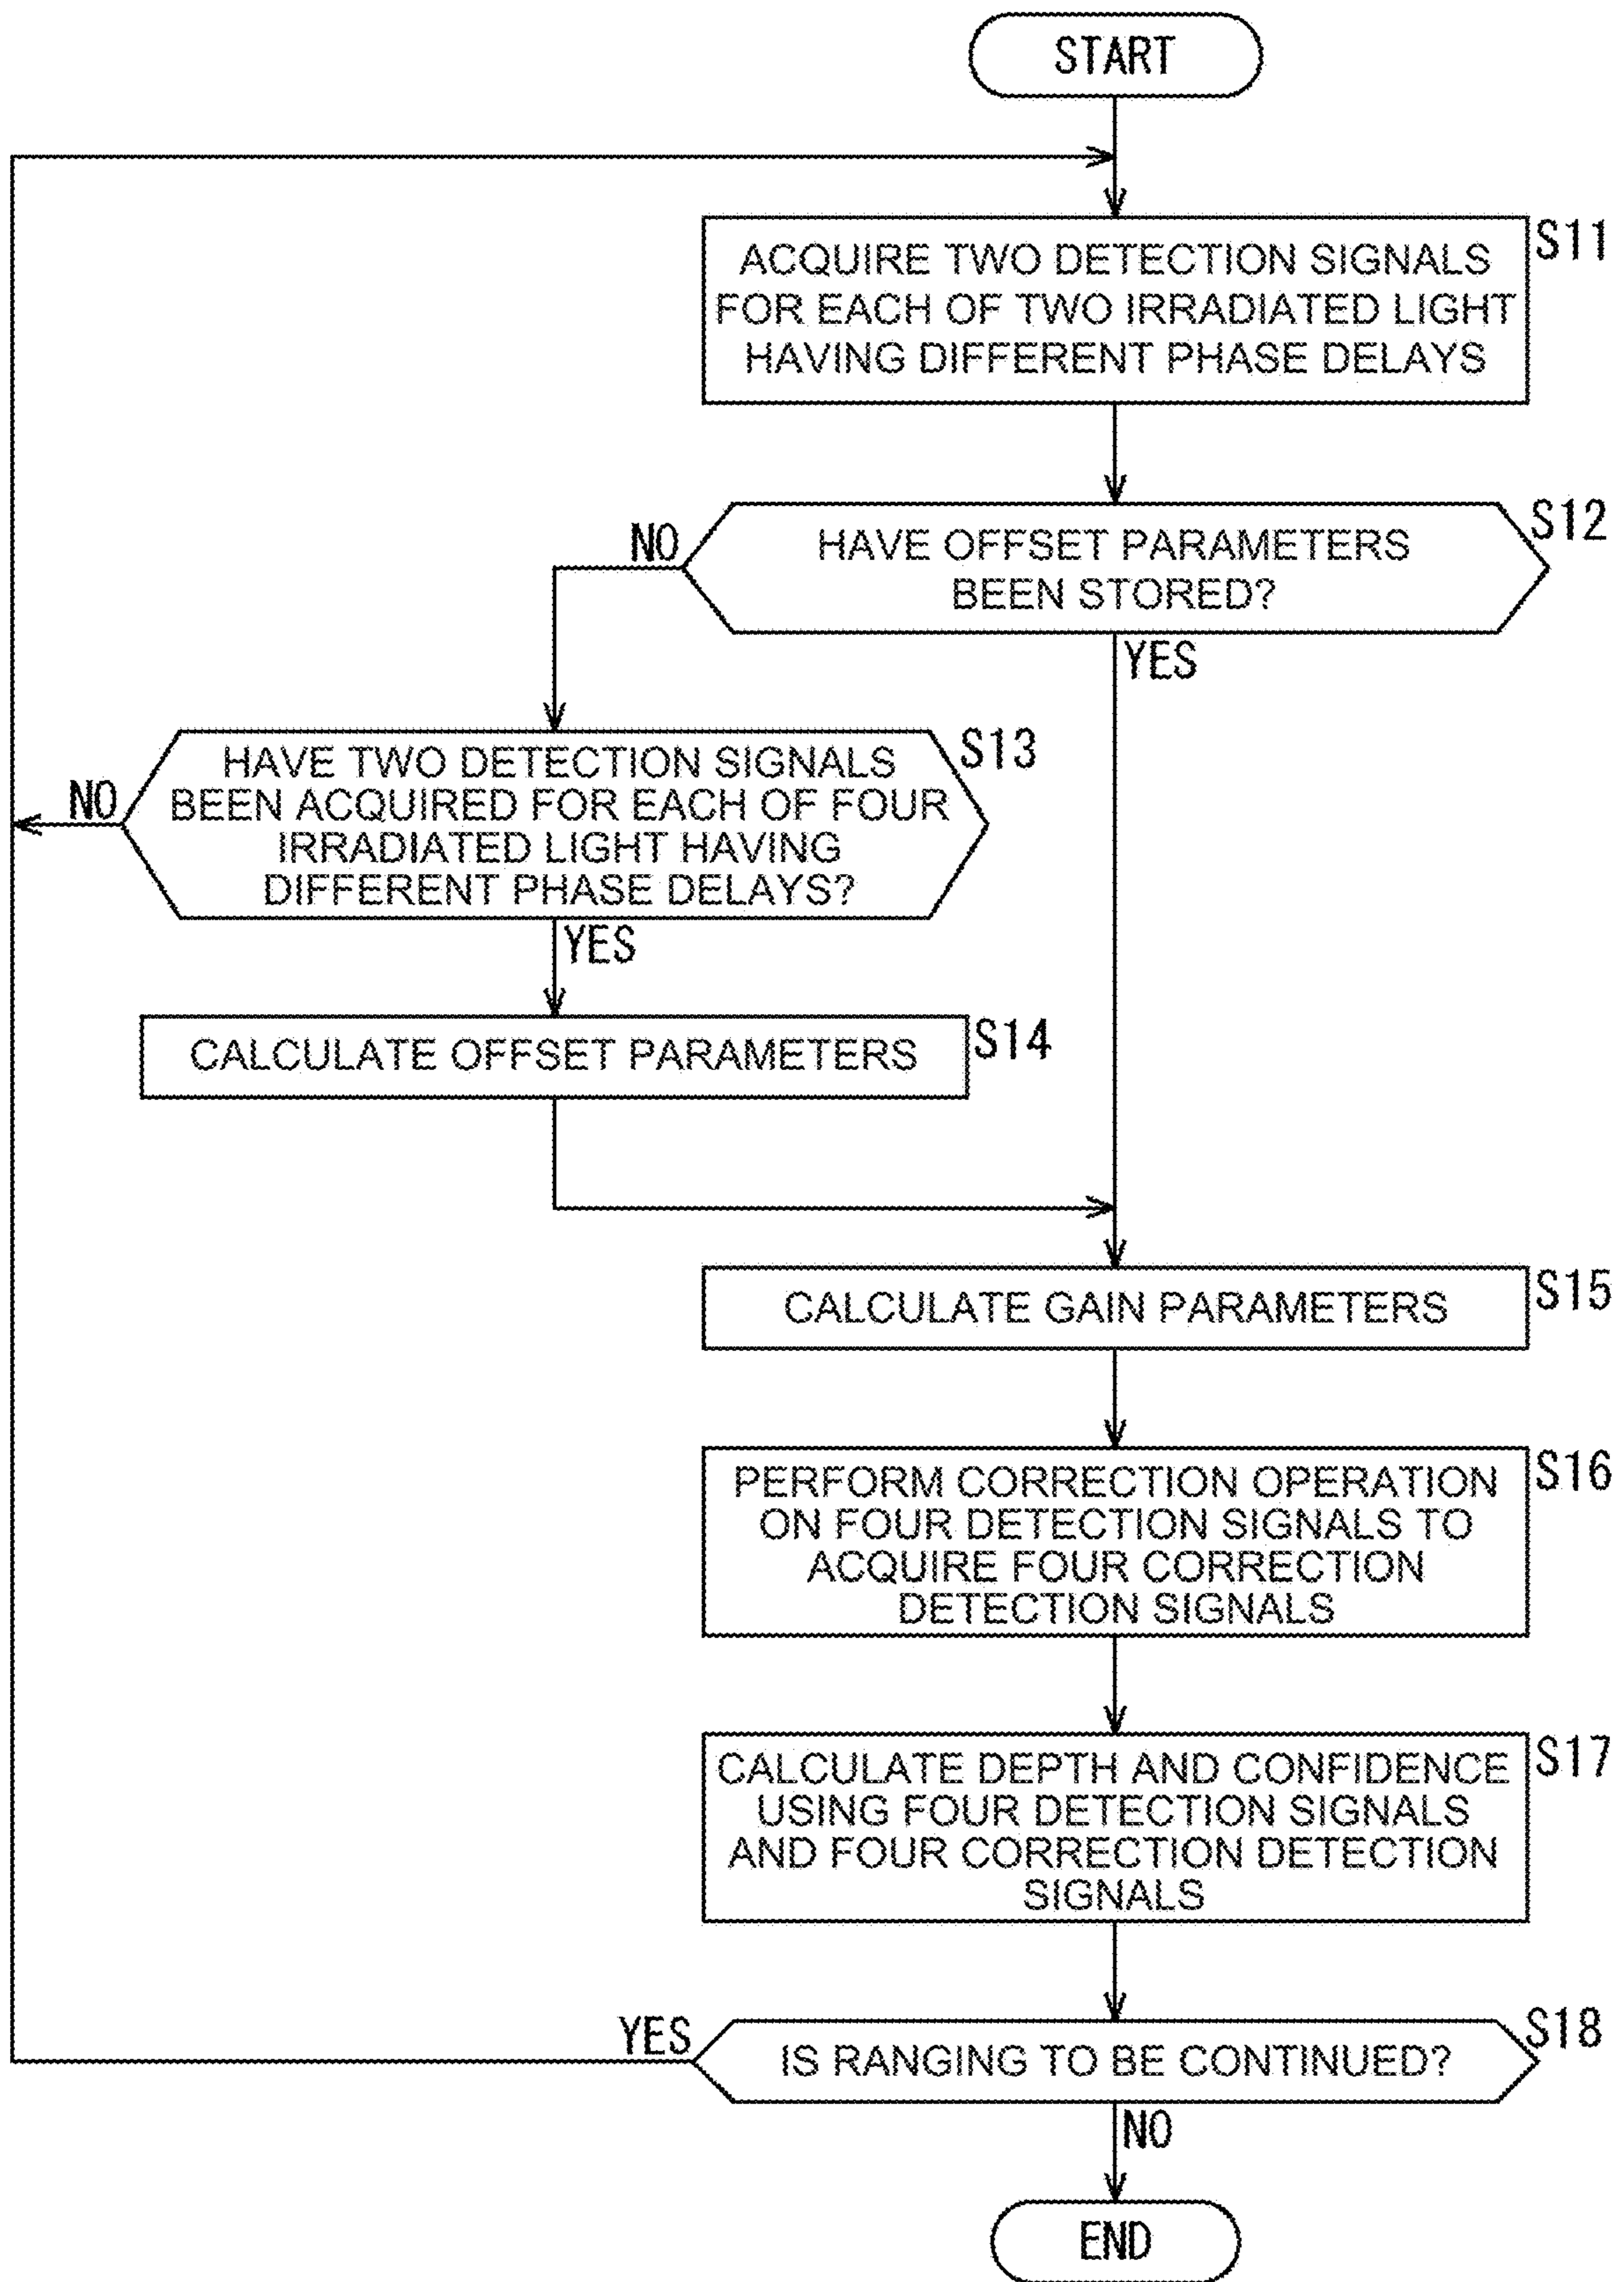 START
S11
ACQUIRE TWO DETECTION SIGNALS
FOR EACH OF TWO IRRADIATED LIGHT
HAVING DIFFERENT PHASE DELAYS
S12
HAVE OFFSET PARAMETERS
BEEN STORED?
NO
YES
S13
HAVE TWO DETECTION SIGNALS
BEEN ACQUIRED FOR EACH OF FOUR
IRRADIATED LIGHT HAVING
DIFFERENT PHASE DELAYS?
NO
YES
S14
CALCULATE OFFSET PARAMETERS
S15
CALCULATE GAIN PARAMETERS
S16
PERFORM CORRECTION OPERATION
ON FOUR DETECTION SIGNALS TO
ACQUIRE FOUR CORRECTION
DETECTION SIGNALS
S17
CALCULATE DEPTH AND CONFIDENCE
USING FOUR DETECTION SIGNALS
AND FOUR CORRECTION DETECTION
SIGNALS
S18
IS RANGING TO BE CONTINUED?
YES
NO
END